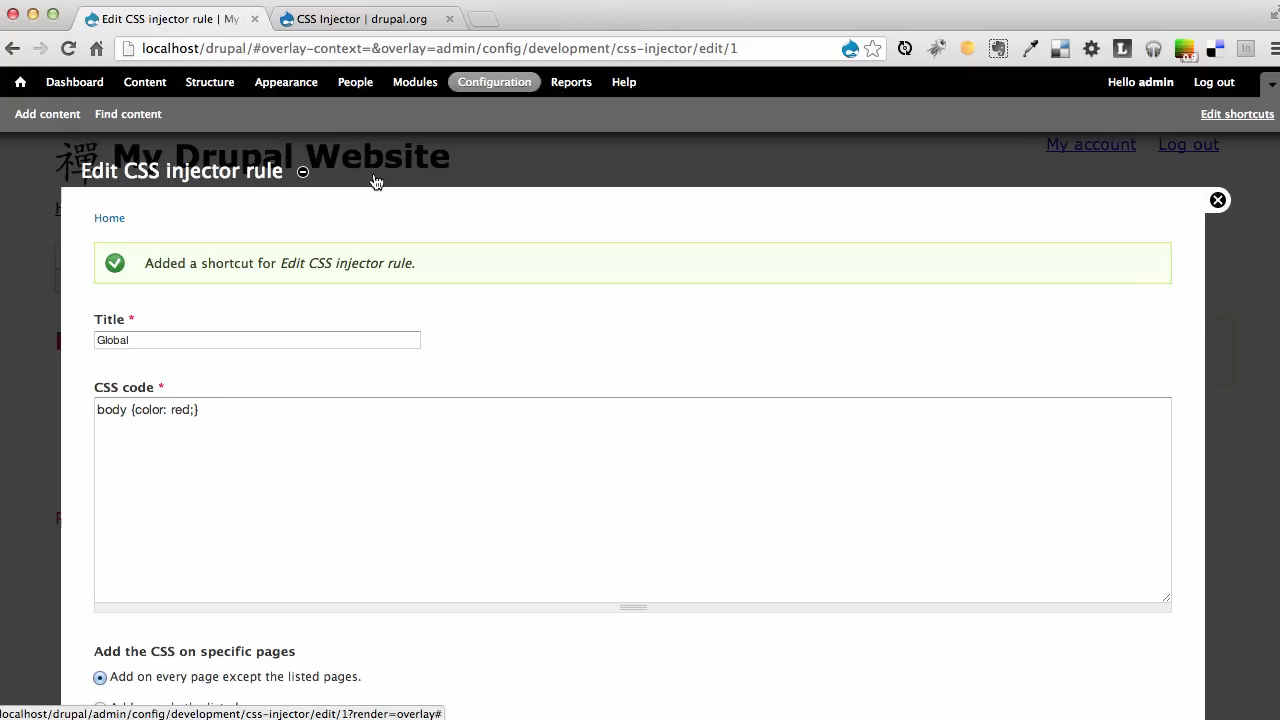 Edit CSS injector rule | My
CSS Injector | drupal.org
localhost/drupal/#overlay-context=&overlay=admin/config/development/css-injector/edit/1
Dashboard Content Structure Appearance People Modules Configuration Reports Help Hello admin Log out
Add content Find content Edit shortcuts
禪 My Drupal Website My account Log out
Edit CSS injector rule
Home
Added a shortcut for Edit CSS injector rule.
Title *
Global
CSS code *
body {color: red;}
Add the CSS on specific pages
Add on every page except the listed pages.
localhost/drupal/admin/config/development/css-injector/edit/1?render=overlay#